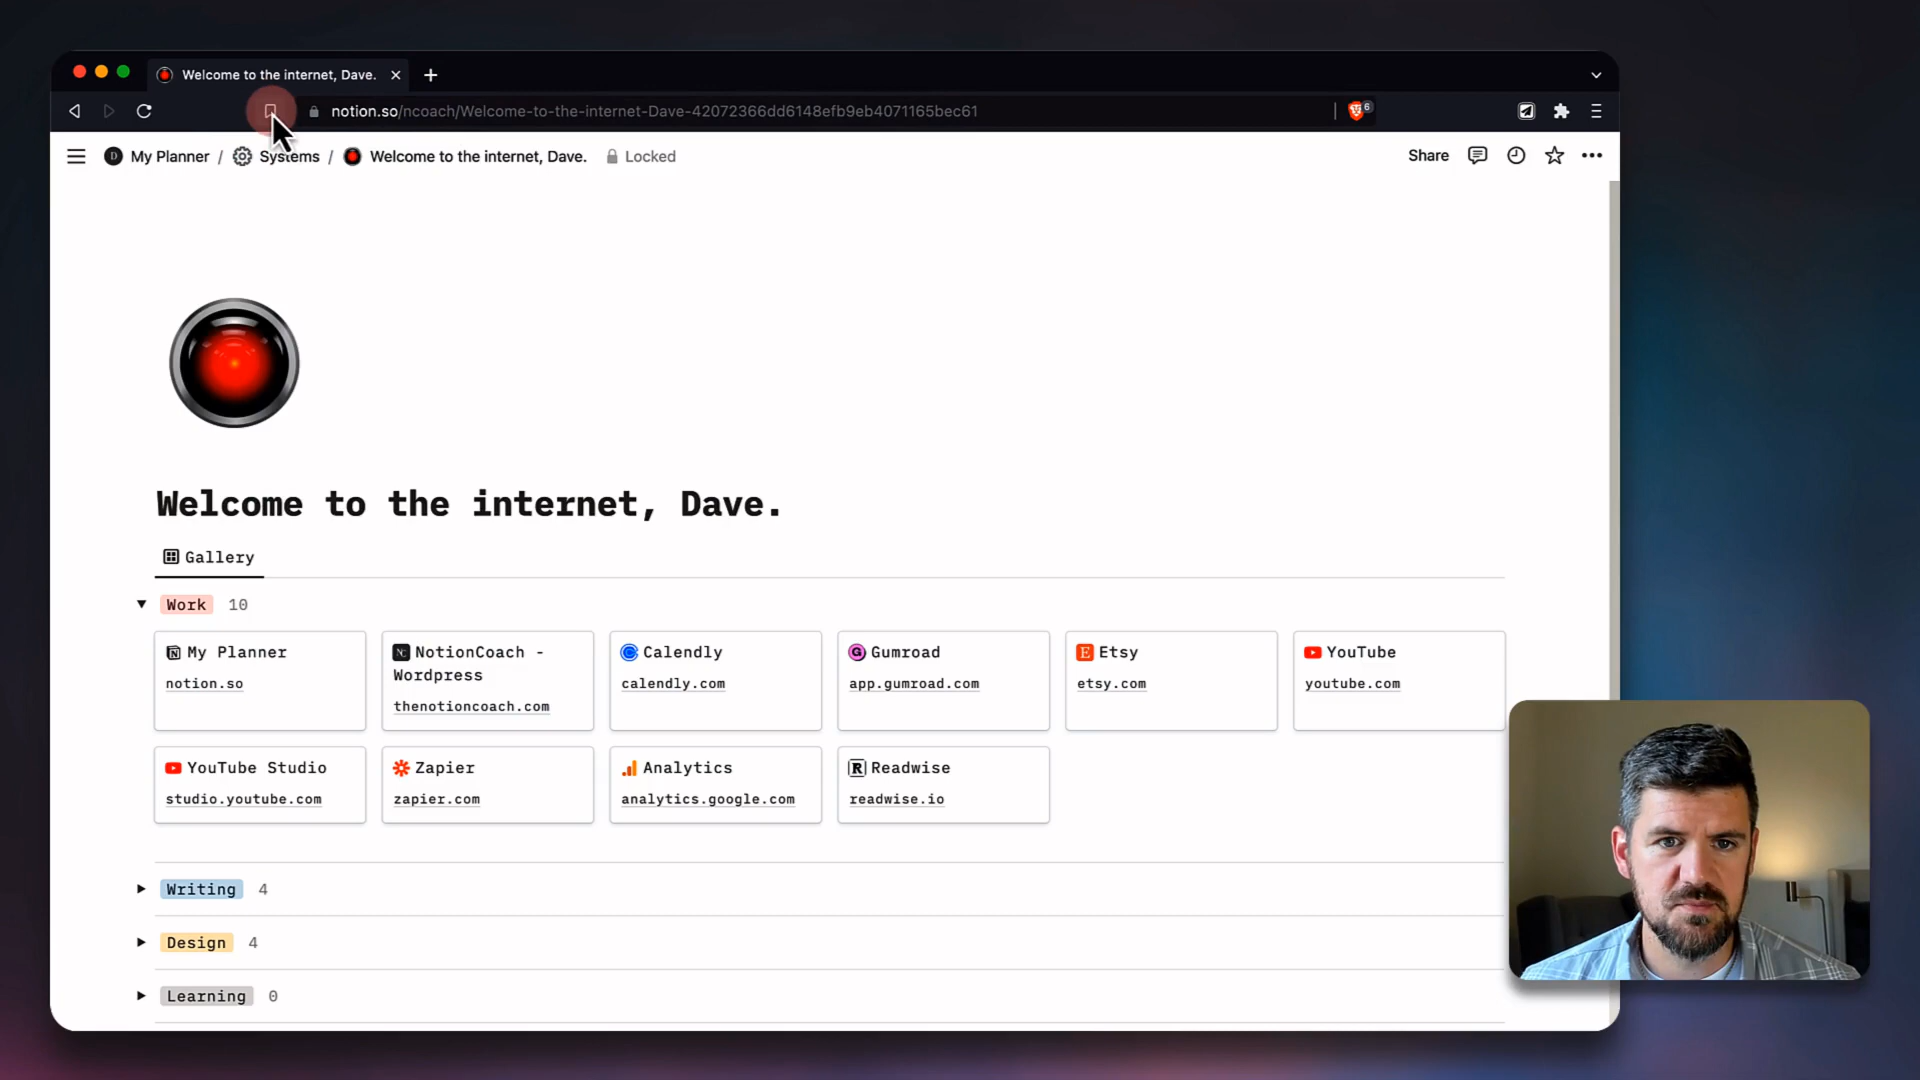 Welcome to the internet, Dave.
6
notion.so/ncoach/Welcome-to-the-internet-Dave-42072366dd6148efb9eb4071165bec61
D My Planner / Systems / Welcome to the internet, Dave. Locked
Share
Welcome to the internet, Dave.
Gallery
Work 10
My Planner
notion.so
NotionCoach -
Wordpress
thenotioncoach.com
Calendly
calendly.com
Gumroad
app.gumroad.com
Etsy
etsy.com
YouTube
youtube.com
YouTube Studio
studio.youtube.com
Zapier
zapier.com
Analytics
analytics.google.com
Readwise
readwise.io
Writing 4
Design 4
Learning 0